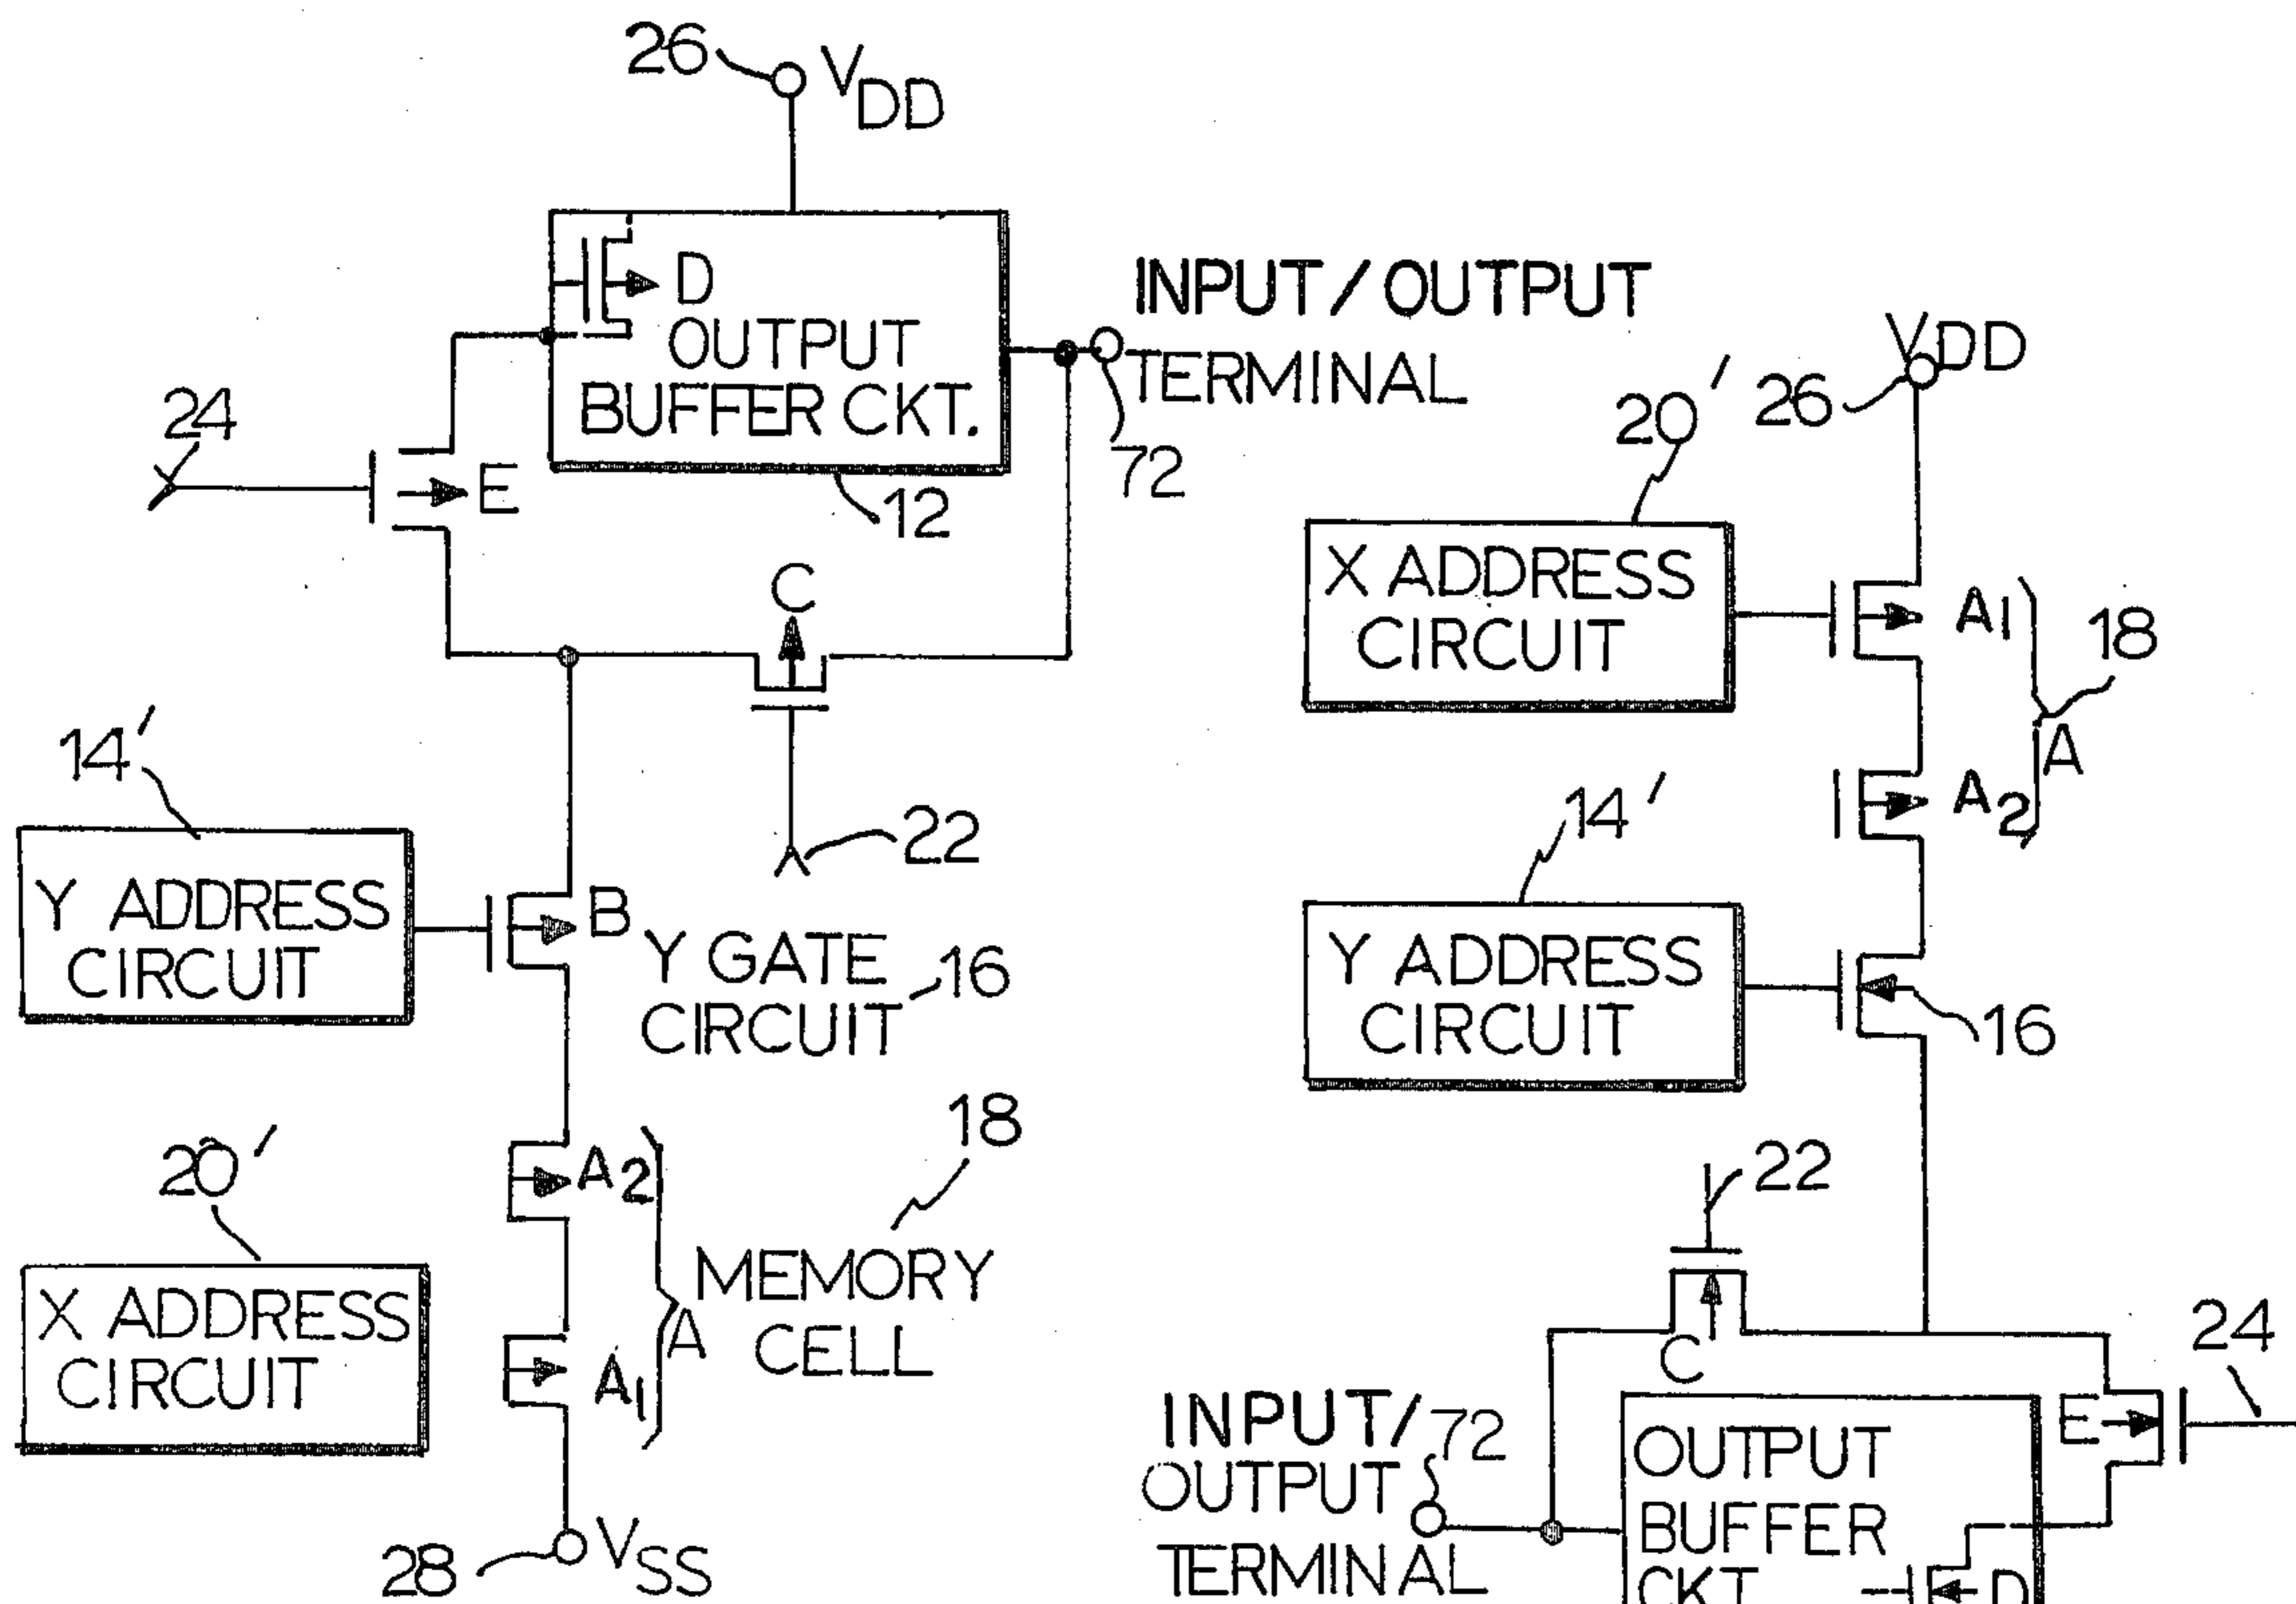 26
VDD
D
OUTPUT
BUFFER CKT.
INPUT/OUTPUT
TERMINAL
72
24
E
12
C
22
14'
Y ADDRESS
CIRCUIT
B
Y GATE
CIRCUIT
16
20'
X ADDRESS
CIRCUIT
A2
A1
A
18
MEMORY
CELL
28
VSS
VDD
26
20'
X ADDRESS
CIRCUIT
A1
A2
A
18
14'
Y ADDRESS
CIRCUIT
16
22
C
24
E
INPUT/
OUTPUT
TERMINAL
72
OUTPUT
BUFFER
CKT
D